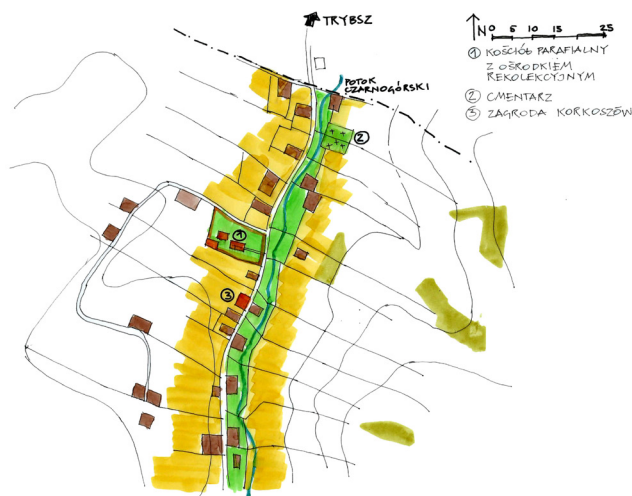 TRYBSZ
N 0 5 10 15 25
① KOŚCIÓŁ PARAFIALNY
Z OŚRODKIEM
REKOLEKCYJNYM
② CMENTARZ
③ ZAGRODA KORKOSZÓW
POTOK
CZARNOGÓRSKI
②
①
③